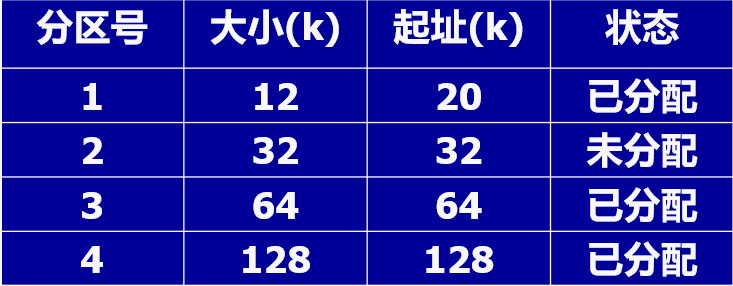 分区号 大小(k) 起址(k) 状态
1 12 20 已分配
2 32 32 未分配
3 64 64 已分配
4 128 128 已分配